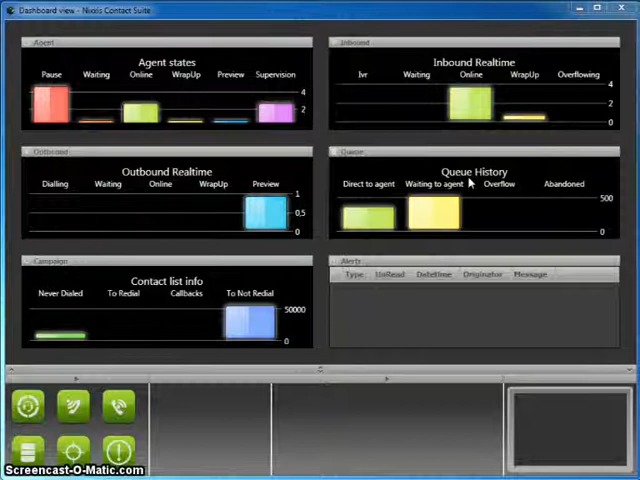 Dashboard view - Nixxis Contact Suite
Agent
Agent states
Pause Waiting Online WrapUp Preview Supervision
4
2
Inbound
Inbound Realtime
Ivr Waiting Online WrapUp Overflowing
4
2
0
Outbound
Outbound Realtime
Dialling Waiting Online WrapUp Preview
1
0,5
0
Queue
Queue History
Direct to agent Waiting to agent Overflow Abandoned
500
0
Campaign
Contact list info
Never Dialed To Redial Callbacks To Not Redial
50000
0
Alerts
Type UnRead DateTime Originator Message
Screencast-O-Matic.com